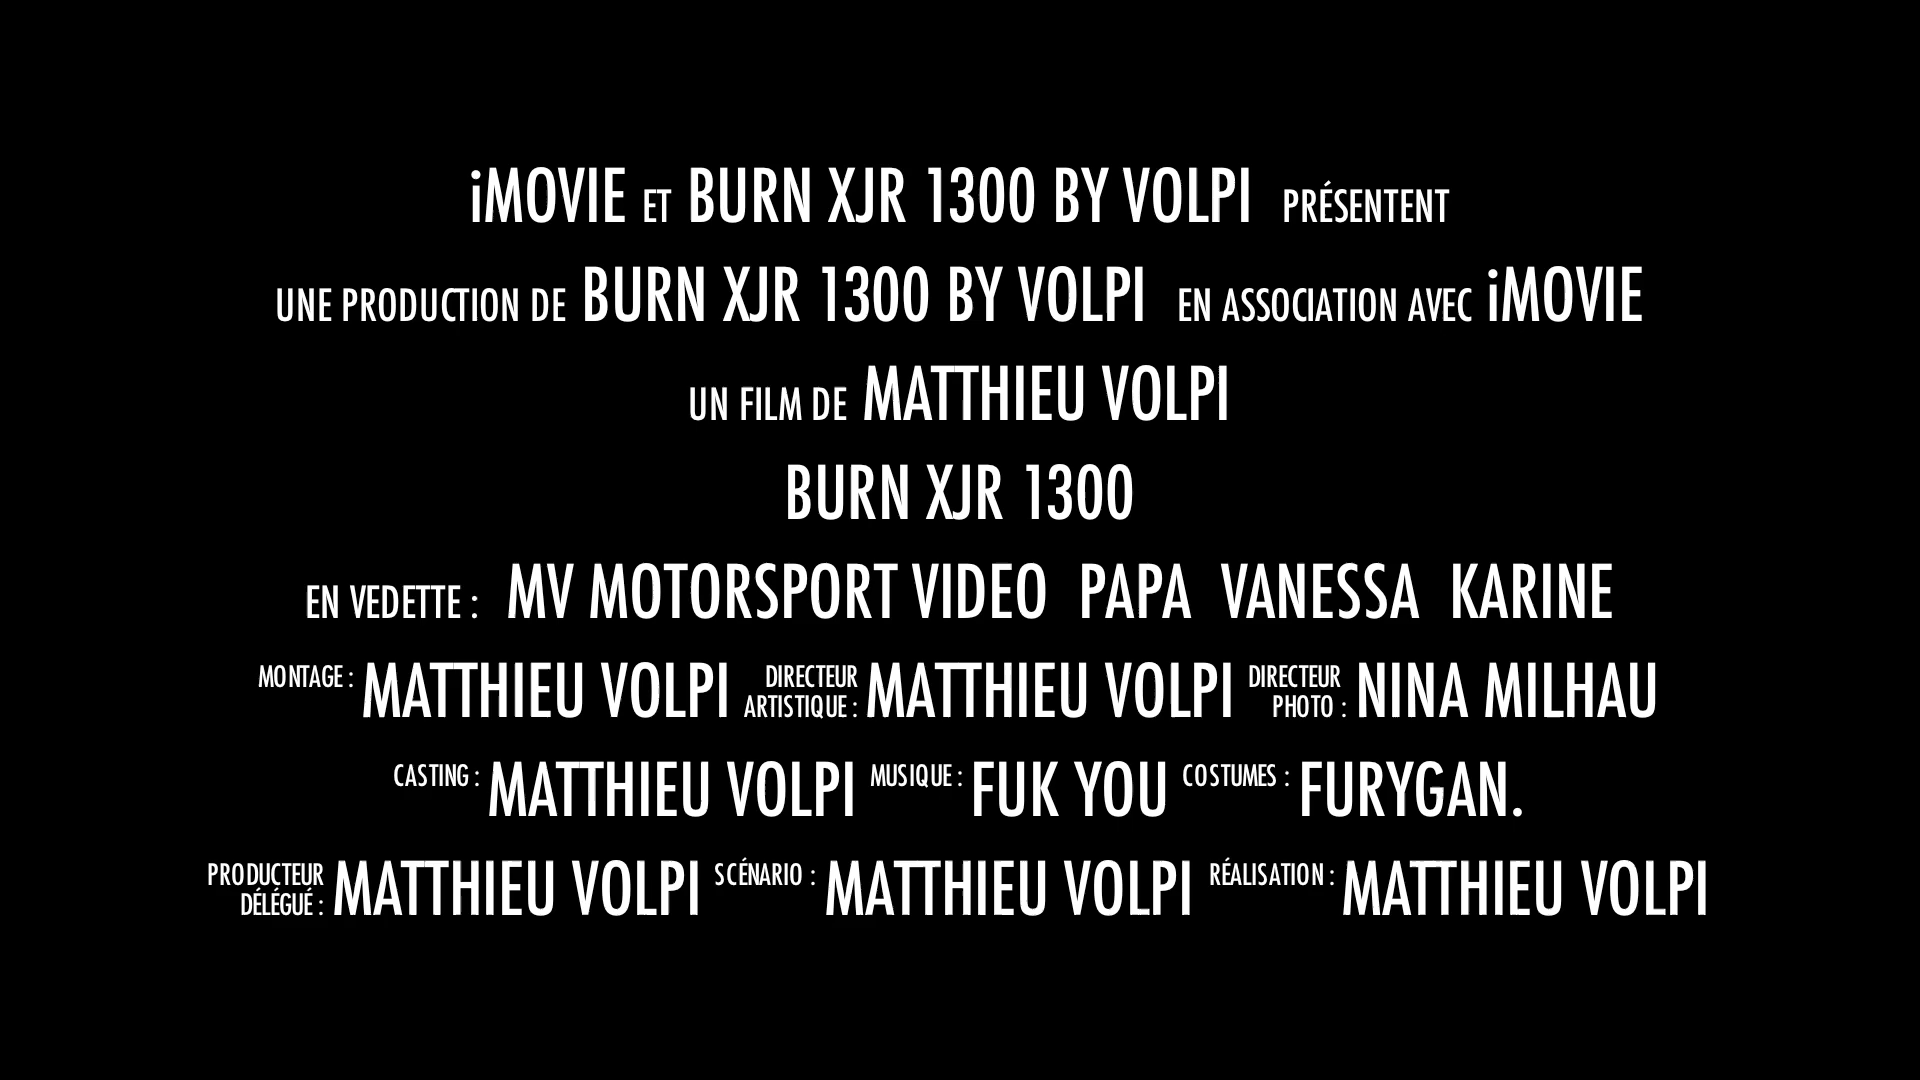 iMOVIE ET BURN XJR 1300 BY VOLPI PRÉSENTENT
UNE PRODUCTION DE BURN XJR 1300 BY VOLPI EN ASSOCIATION AVEC iMOVIE
UN FILM DE MATTHIEU VOLPI
BURN XJR 1300
EN VEDETTE : MV MOTORSPORT VIDEO PAPA VANESSA KARINE
MONTAGE : MATTHIEU VOLPI DIRECTEUR ARTISTIQUE : MATTHIEU VOLPI DIRECTEUR PHOTO : NINA MILHAU
CASTING : MATTHIEU VOLPI MUSIQUE : FUK YOU COSTUMES : FURYGAN.
PRODUCTEUR DÉLÉGUÉ : MATTHIEU VOLPI SCÉNARIO : MATTHIEU VOLPI RÉALISATION : MATTHIEU VOLPI